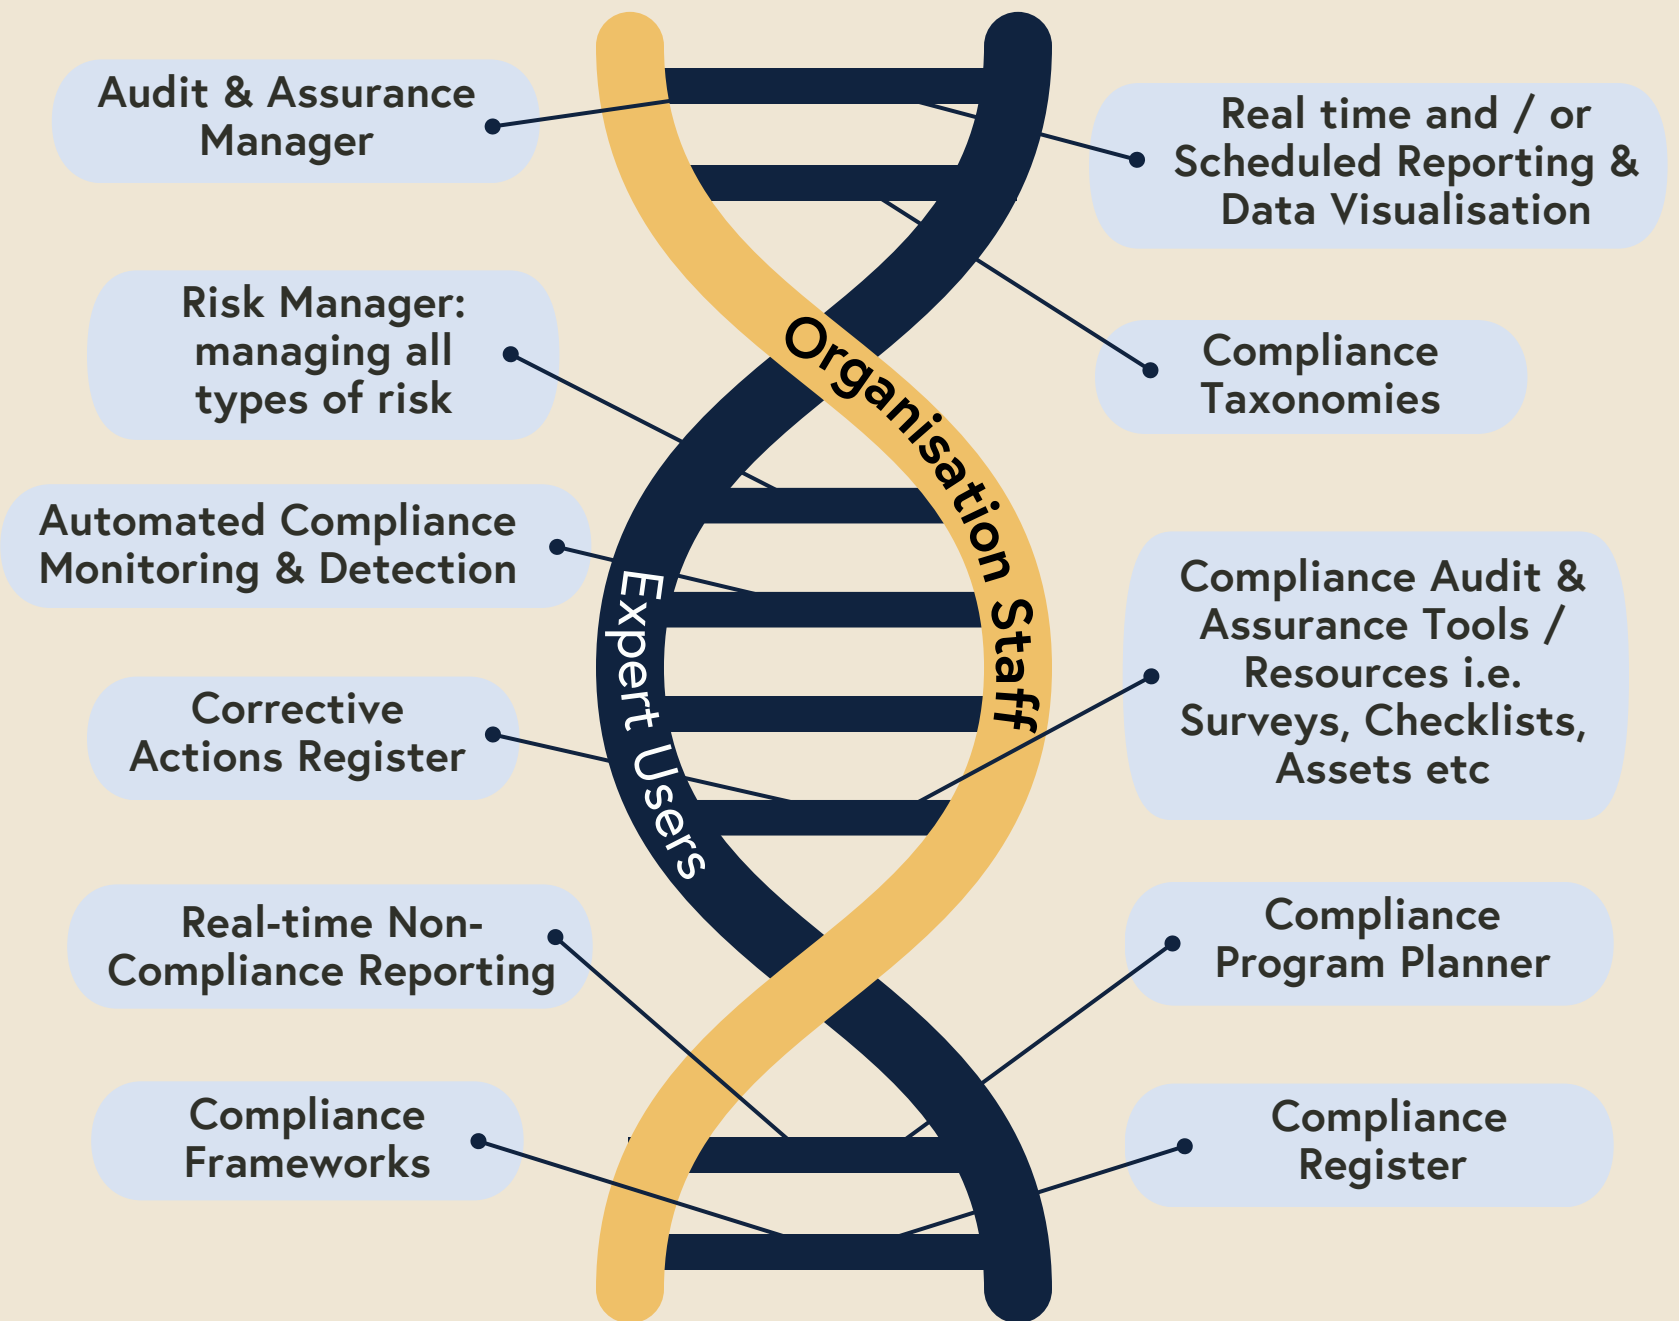 Audit & Assurance
Manager
Real time and / or
Scheduled Reporting &
Data Visualisation
Risk Manager:
managing all
types of risk
Compliance
Taxonomies
Organisation Staff
Automated Compliance
Monitoring & Detection
Expert Users
Compliance Audit &
Assurance Tools /
Resources i.e.
Surveys, Checklists,
Assets etc
Corrective
Actions Register
Real-time Non-
Compliance Reporting
Compliance
Program Planner
Compliance
Frameworks
Compliance
Register